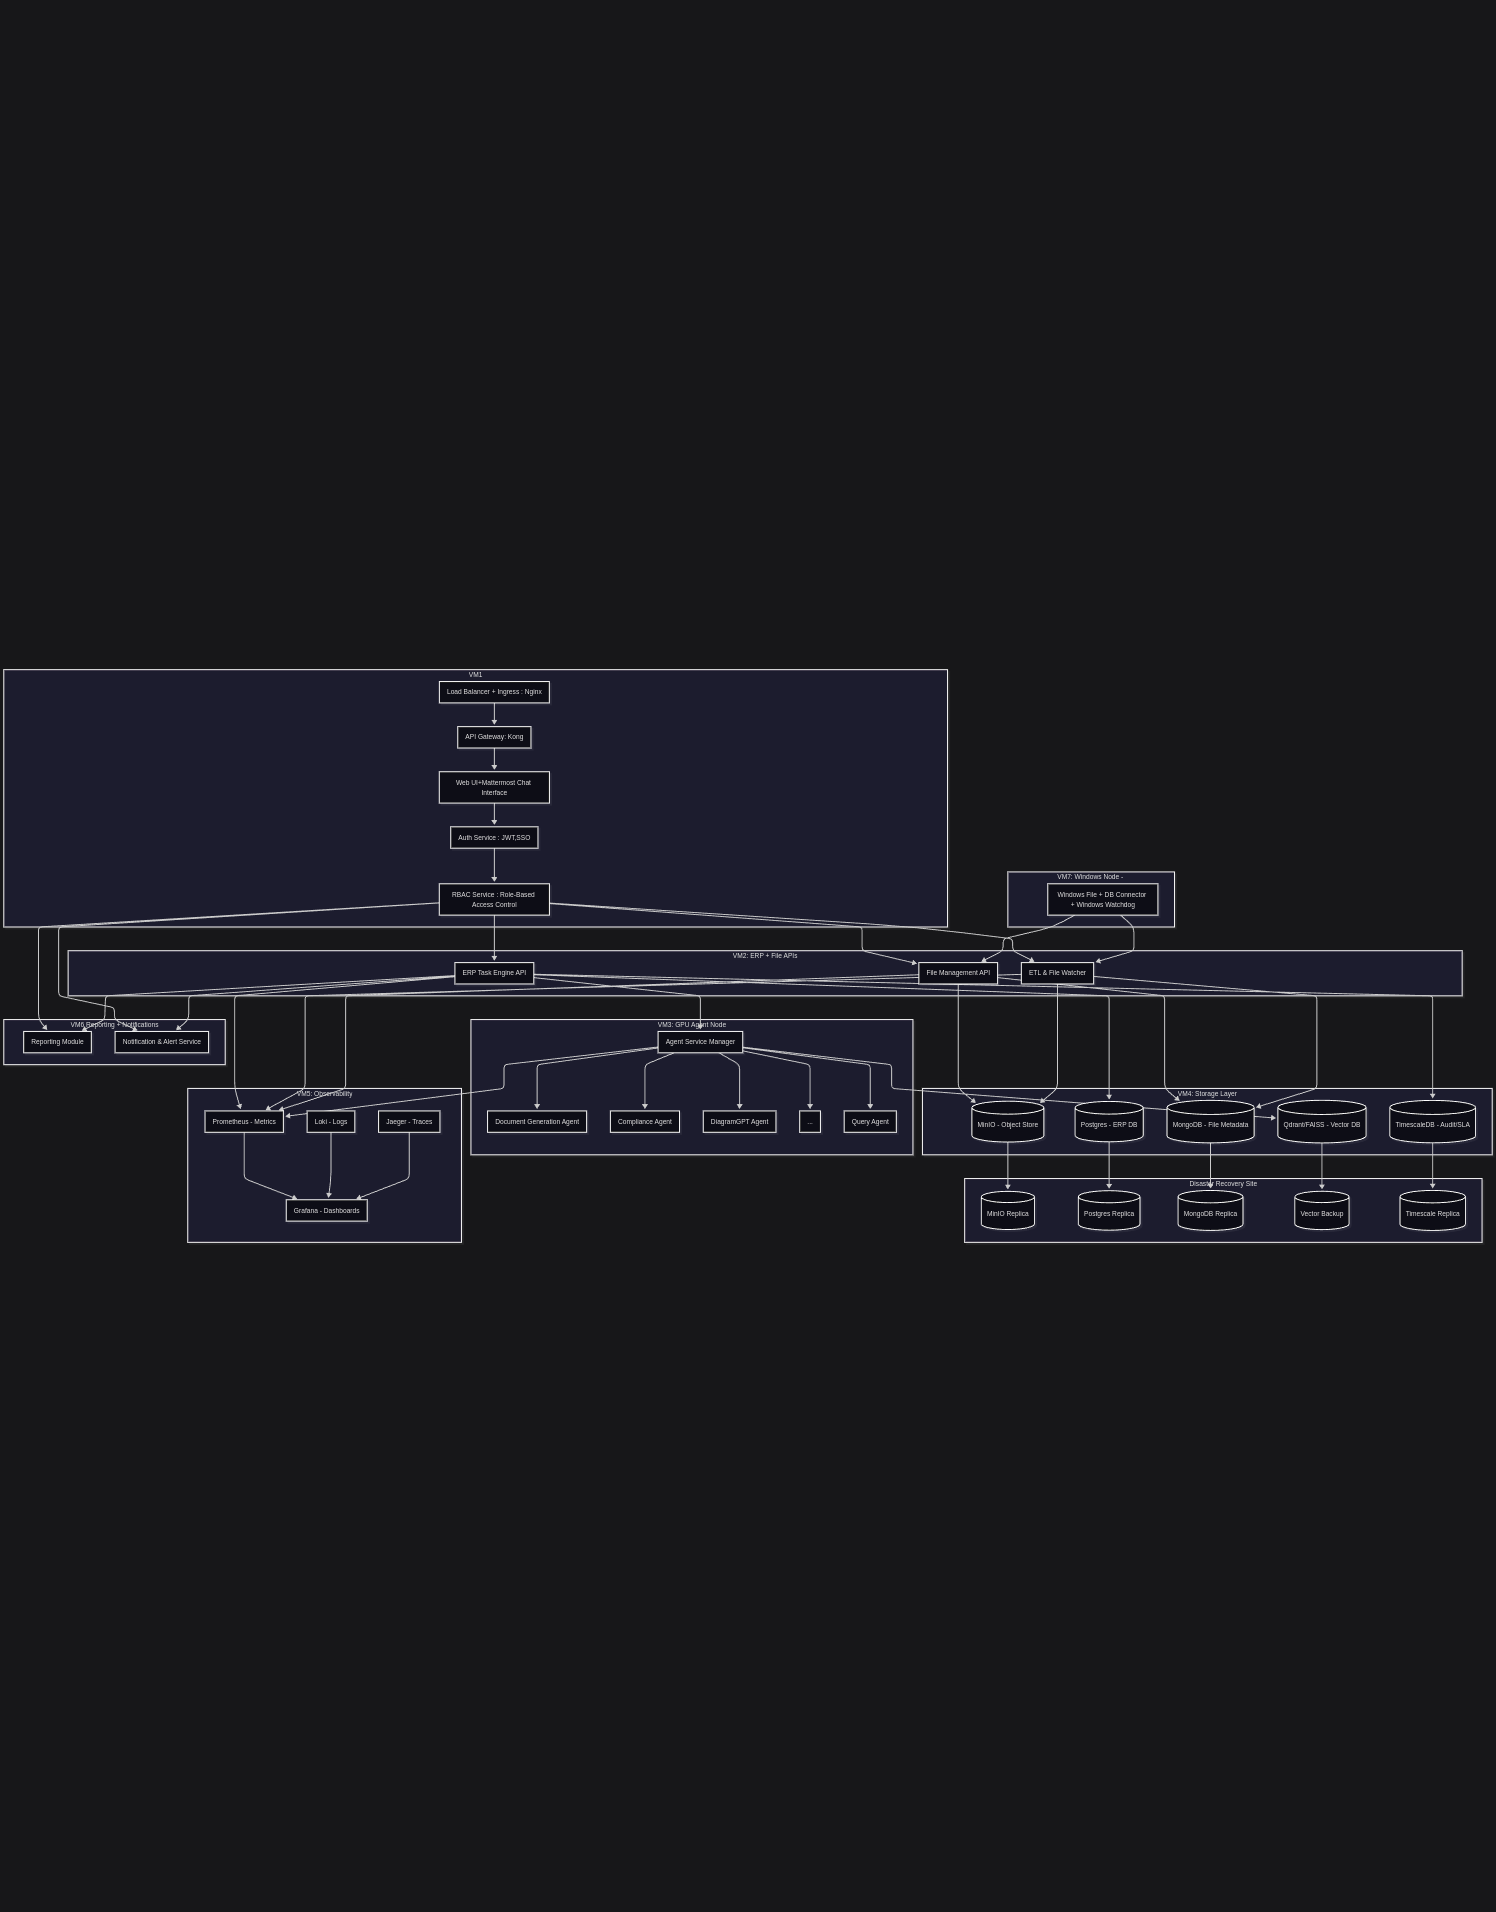 VM1
Load Balancer + Ingress : Nginx
API Gateway: Kong
Web UI+Mattermost Chat
Interface
Auth Service : JWT,SSO
RBAC Service : Role-Based
Access Control
VM7: Windows Node -
Windows File + DB Connector
+ Windows Watchdog
VM2: ERP + File APIs
ERP Task Engine API
File Management API
ETL & File Watcher
VM6 Reporting + Notifications
Reporting Module
Notification & Alert Service
VM3: GPU Agent Node
Agent Service Manager
Document Generation Agent
Compliance Agent
DiagramGPT Agent
...
Query Agent
VM5: Observability
Prometheus - Metrics
Loki - Logs
Jaeger - Traces
Grafana - Dashboards
VM4: Storage Layer
MinIO - Object Store
Postgres - ERP DB
MongoDB - File Metadata
Qdrant/FAISS - Vector DB
TimescaleDB - Audit/SLA
Disaster Recovery Site
MinIO Replica
Postgres Replica
MongoDB Replica
Vector Backup
Timescale Replica